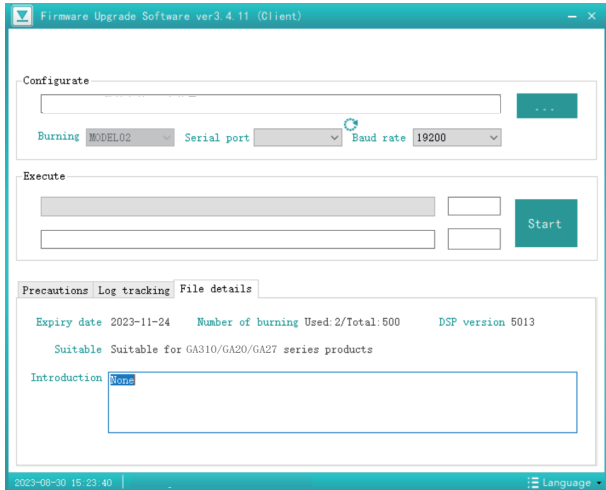 Firmware Upgrade Software ver3.4.11 (Client)
Configurate
...
Burning MODEL02 Serial port Baud rate 19200
Execute
Start
Precautions Log tracking File details
Expiry date 2023-11-24 Number of burning Used:2/Total:500 DSP version 5013
Suitable Suitable for GA310/GA20/GA27 series products
Introduction None
2023-08-30 15:23:40 Language